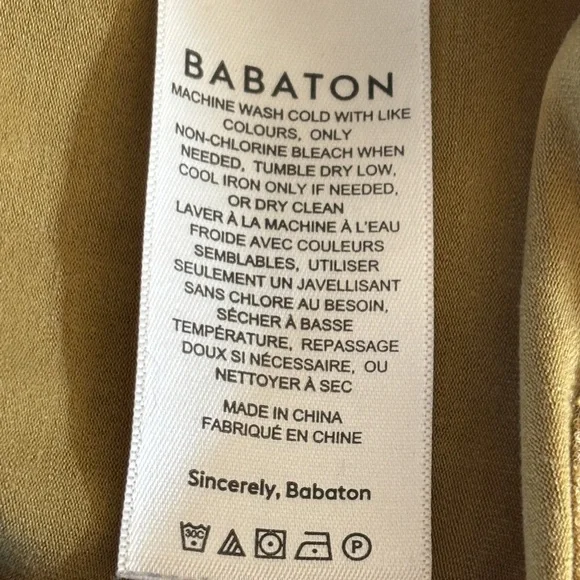 BABATON
MACHINE WASH COLD WITH LIKE
COLOURS, ONLY
NON-CHLORINE BLEACH WHEN
NEEDED, TUMBLE DRY LOW,
COOL IRON ONLY IF NEEDED,
OR DRY CLEAN
LAVER À LA MACHINE À L'EAU
FROIDE AVEC COULEURS
SEMBLABLES, UTILISER
SEULEMENT UN JAVELLISANT
SANS CHLORE AU BESOIN,
SÉCHER À BASSE
TEMPÉRATURE, REPASSAGE
DOUX SI NÉCESSAIRE, OU
NETTOYER À SEC
MADE IN CHINA
FABRIQUÉ EN CHINE
Sincerely, Babaton
30C P